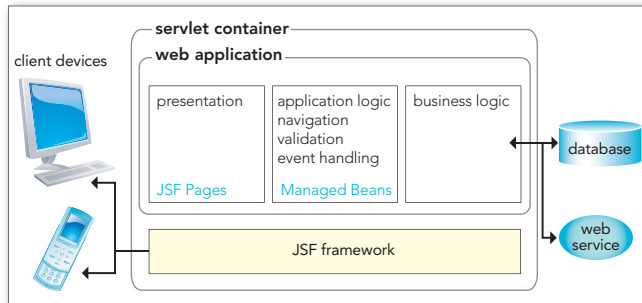 servlet container
web application
client devices
presentation
JSF Pages
application logic
navigation
validation
event handling
Managed Beans
business logic
database
web
service
JSF framework